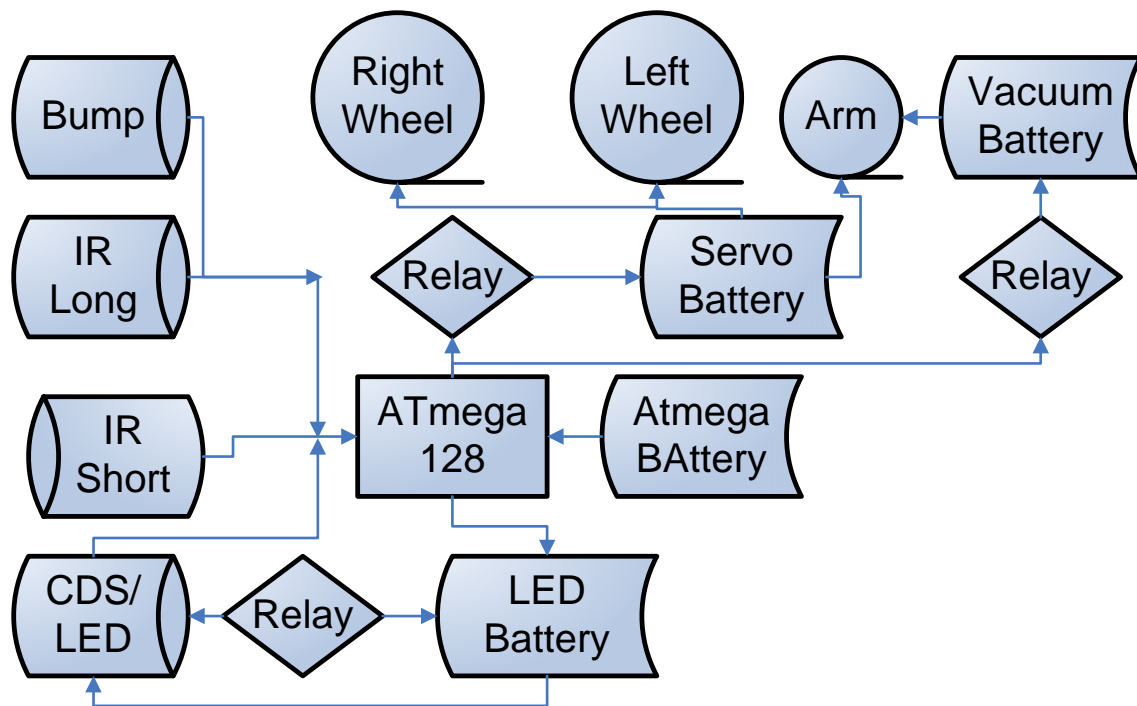 Bump
Right
Wheel
Left
Wheel
Arm
Vacuum
Battery
IR
Long
Relay
Servo
Battery
Relay
IR
Short
ATmega
128
Atmega
BAttery
CDS/
LED
Relay
LED
Battery